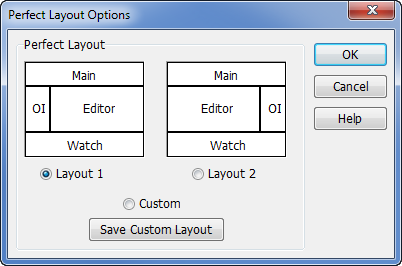 Perfect Layout Options
Perfect Layout
Main
OI Editor
Watch
Main
Editor OI
Watch
Layout 1
Layout 2
Custom
Save Custom Layout
OK
Cancel
Help